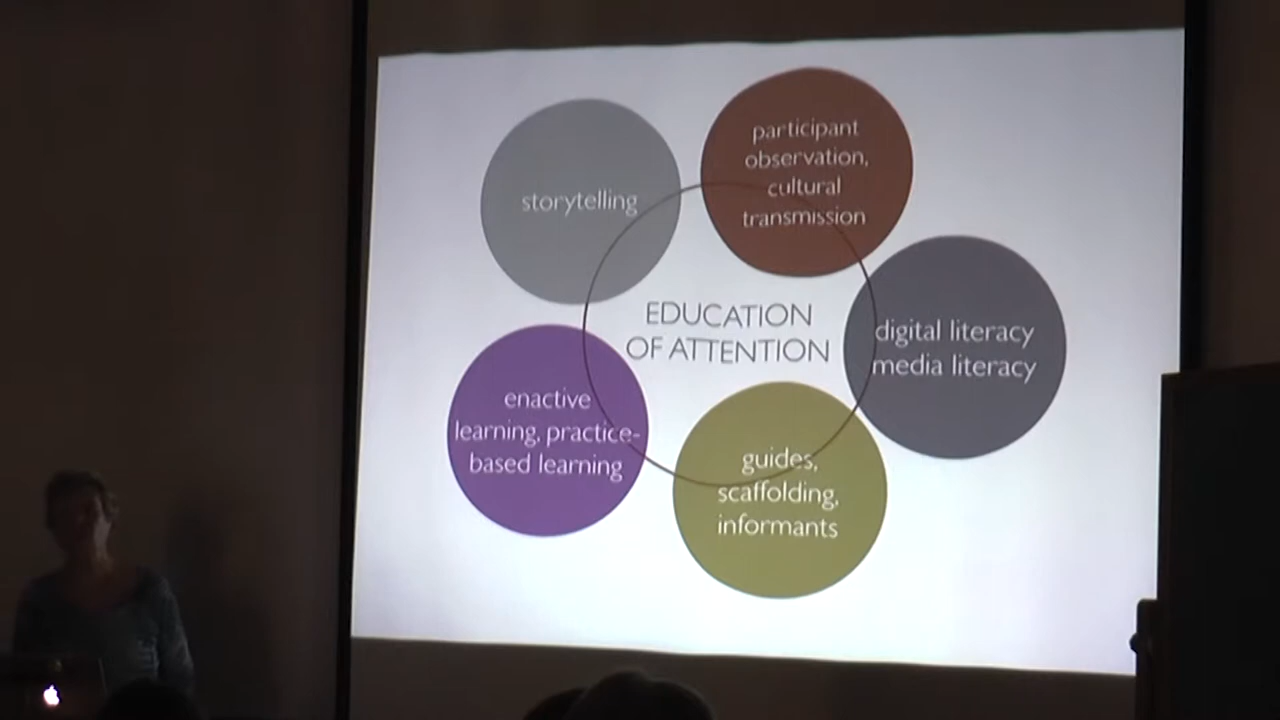 storytelling
participant
observation,
cultural
transmission
EDUCATION
OF ATTENTION
digital literacy
media literacy
enactive
learning, practice-
based learning
guides,
scaffolding,
informants